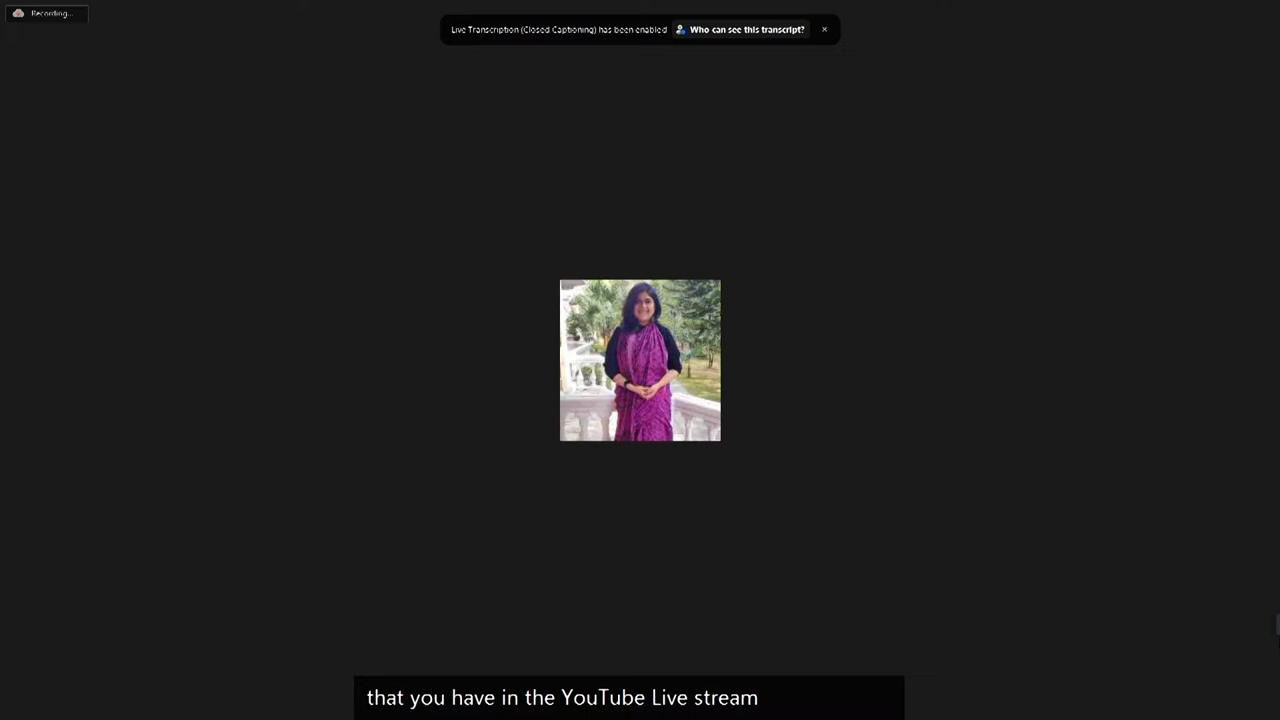 Recording...
Live Transcription (Closed Captioning) has been enabled Who can see this transcript? ×
that you have in the YouTube Live stream